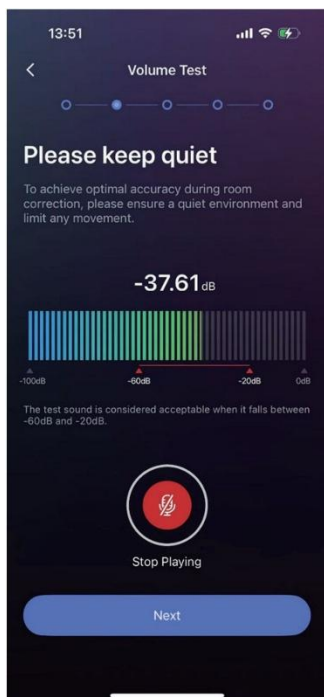 13:51
Volume Test
Please keep quiet
To achieve optimal accuracy during room
correction, please ensure a quiet environment and
limit any movement.
-37.61 dB
-100dB -60dB -20dB 0dB
The test sound is considered acceptable when it falls between
-60dB and -20dB.
Stop Playing
Next